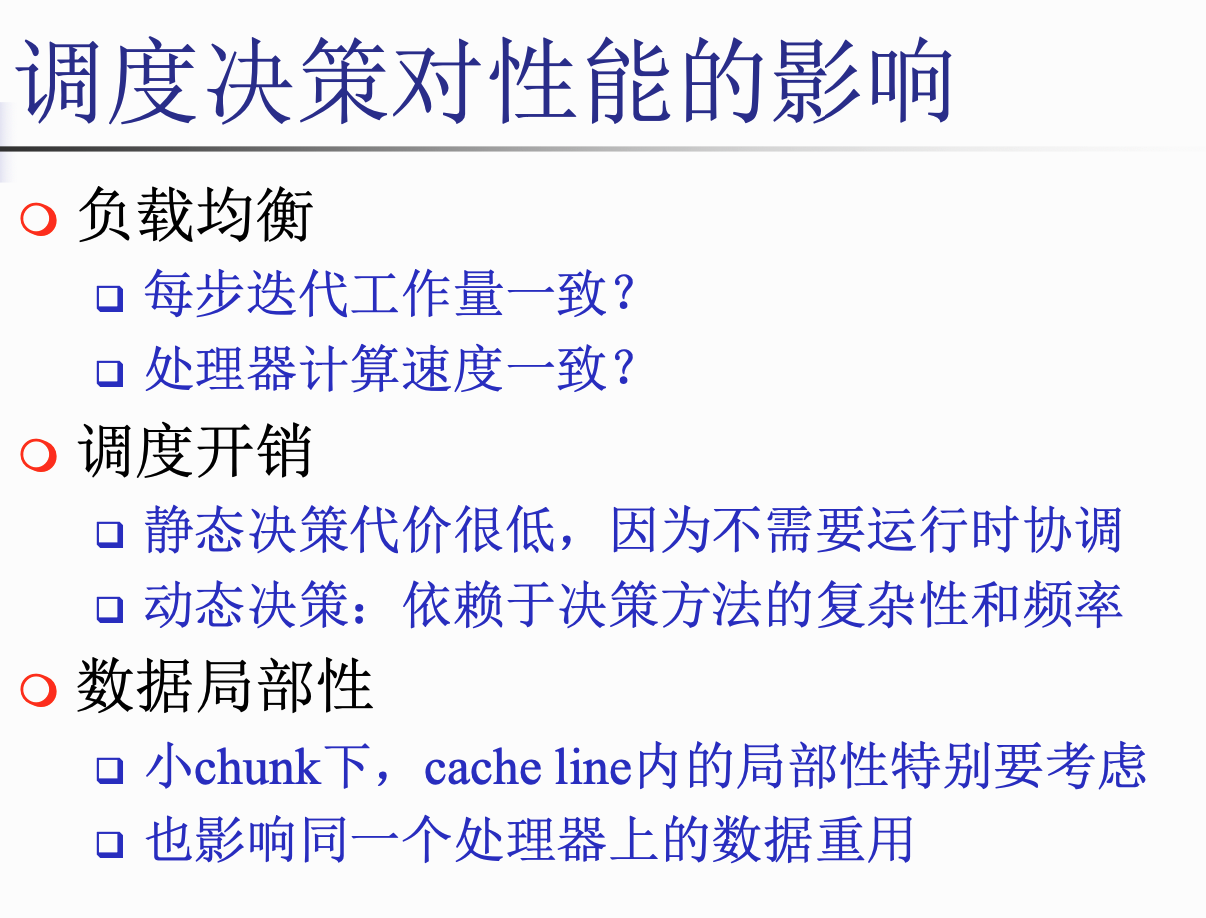 调度决策对性能的影响
负载均衡
每步迭代工作量一致？
处理器计算速度一致？
调度开销
静态决策代价很低，因为不需要运行时协调
动态决策：依赖于决策方法的复杂性和频率
数据局部性
小chunk下，cache line内的局部性特别要考虑
也影响同一个处理器上的数据重用